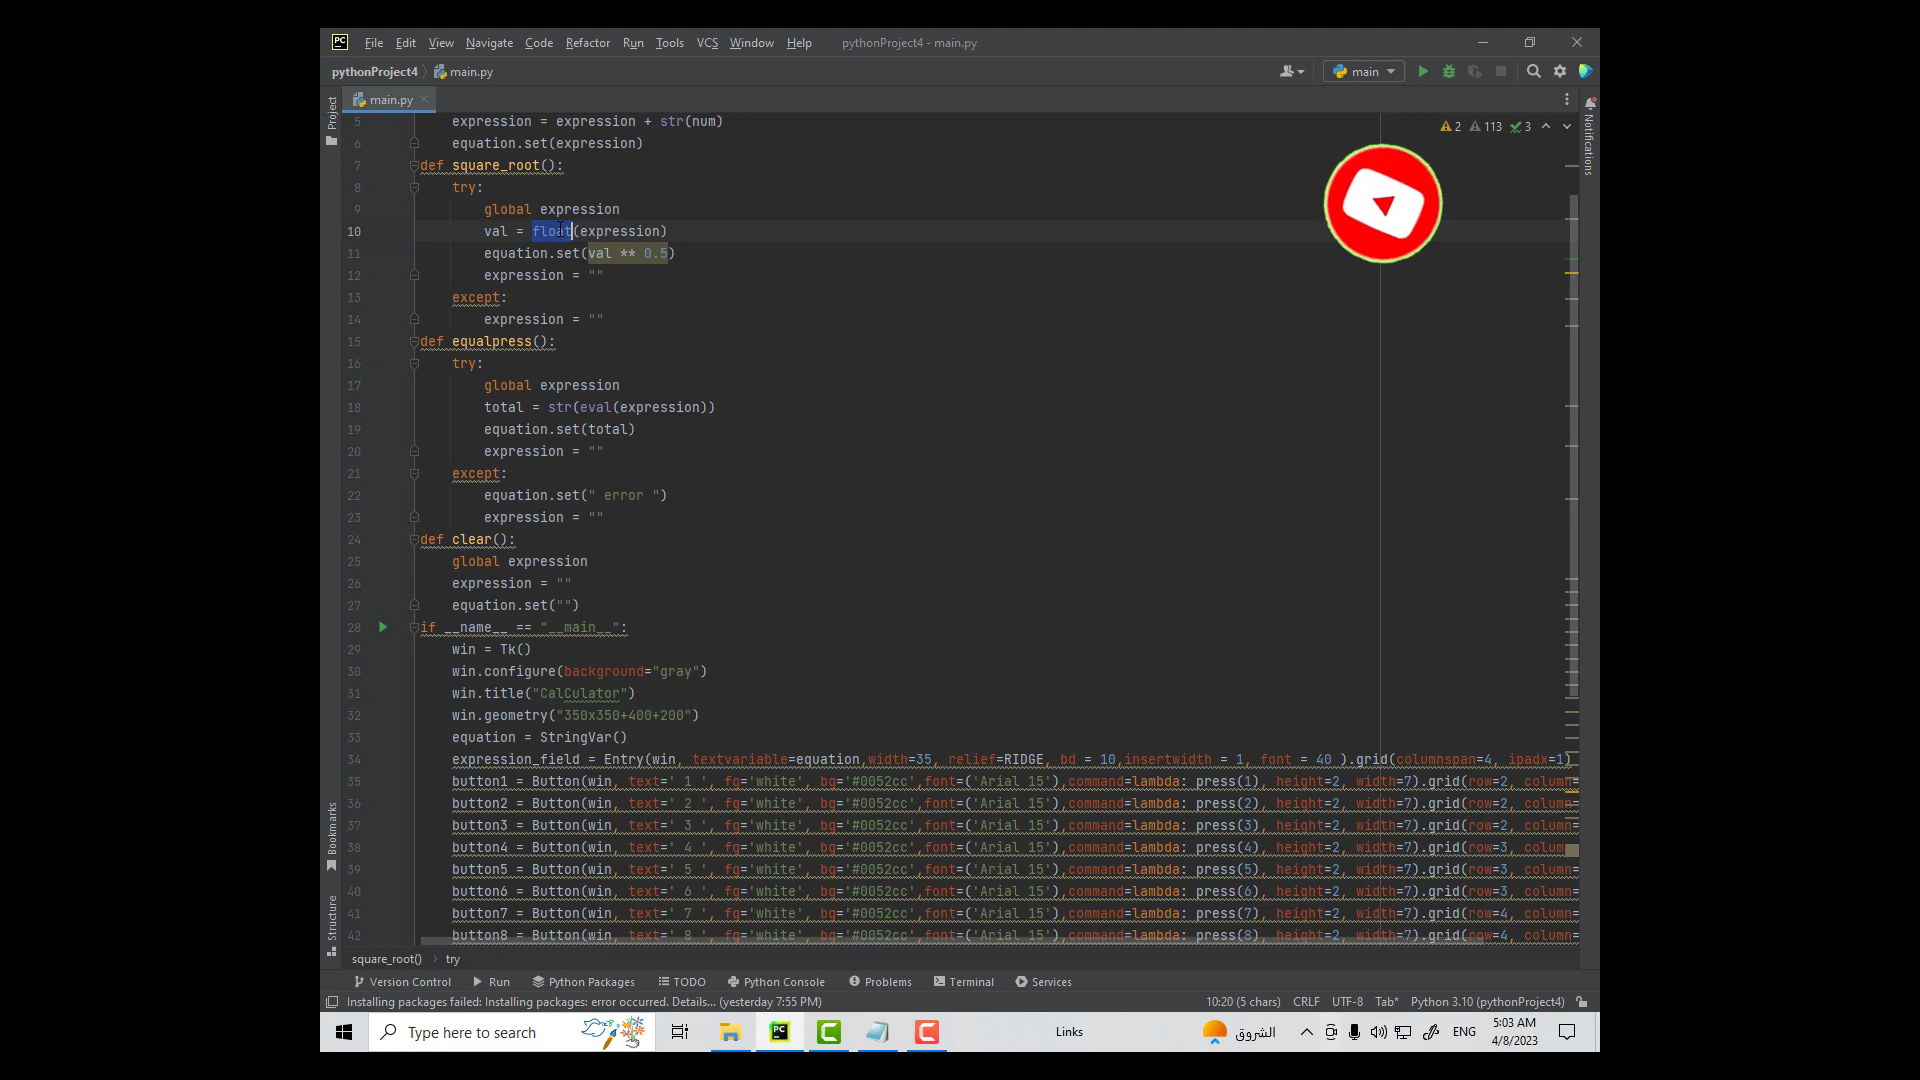 PC File Edit View Navigate Code Refactor Run Tools VCS Window Help pythonProject4 - main.py
pythonProject4 main.py main
main.py
Project
Notifications
2 113 3
5 expression = expression + str(num)
6 equation.set(expression)
7 def square_root():
8 try:
9 global expression
10 val = float(expression)
11 equation.set(val ** 0.5)
12 expression = ""
13 except:
14 expression = ""
15 def equalpress():
16 try:
17 global expression
18 total = str(eval(expression))
19 equation.set(total)
20 expression = ""
21 except:
22 equation.set(" error ")
23 expression = ""
24 def clear():
25 global expression
26 expression = ""
27 equation.set("")
28 if __name__ == "__main__":
29 win = Tk()
30 win.configure(background="gray")
31 win.title("CalCulator")
32 win.geometry("350x350+400+200")
33 equation = StringVar()
34 expression_field = Entry(win, textvariable=equation,width=35, relief=RIDGE, bd = 10,insertwidth = 1, font = 40 ).grid(columnspan=4, ipadx=1)
35 button1 = Button(win, text=' 1 ', fg='white', bg='#0052cc',font=('Arial 15'),command=lambda: press(1), height=2, width=7).grid(row=2, column=
36 button2 = Button(win, text=' 2 ', fg='white', bg='#0052cc',font=('Arial 15'),command=lambda: press(2), height=2, width=7).grid(row=2, column=
37 button3 = Button(win, text=' 3 ', fg='white', bg='#0052cc',font=('Arial 15'),command=lambda: press(3), height=2, width=7).grid(row=2, column=
38 button4 = Button(win, text=' 4 ', fg='white', bg='#0052cc',font=('Arial 15'),command=lambda: press(4), height=2, width=7).grid(row=3, colum
39 button5 = Button(win, text=' 5 ', fg='white', bg='#0052cc',font=('Arial 15'),command=lambda: press(5), height=2, width=7).grid(row=3, column=
40 button6 = Button(win, text=' 6 ', fg='white', bg='#0052cc',font=('Arial 15'),command=lambda: press(6), height=2, width=7).grid(row=3, column=
41 button7 = Button(win, text=' 7 ', fg='white', bg='#0052cc',font=('Arial 15'),command=lambda: press(7), height=2, width=7).grid(row=4, column=
42 button8 = Button(win, text=' 8 ', fg='white', bg='#0052cc',font=('Arial 15'),command=lambda: press(8), height=2, width=7).grid(row=4, column=
Bookmarks
Structure
square_root() try
Version Control Run Python Packages TODO Python Console Problems Terminal Services
Installing packages failed: Installing packages: error occurred. Details... (yesterday 7:55 PM) 10:20 (5 chars) CRLF UTF-8 Tab* Python 3.10 (pythonProject4)
Type here to search PC Links الشروق ENG 5:03 AM
4/8/2023